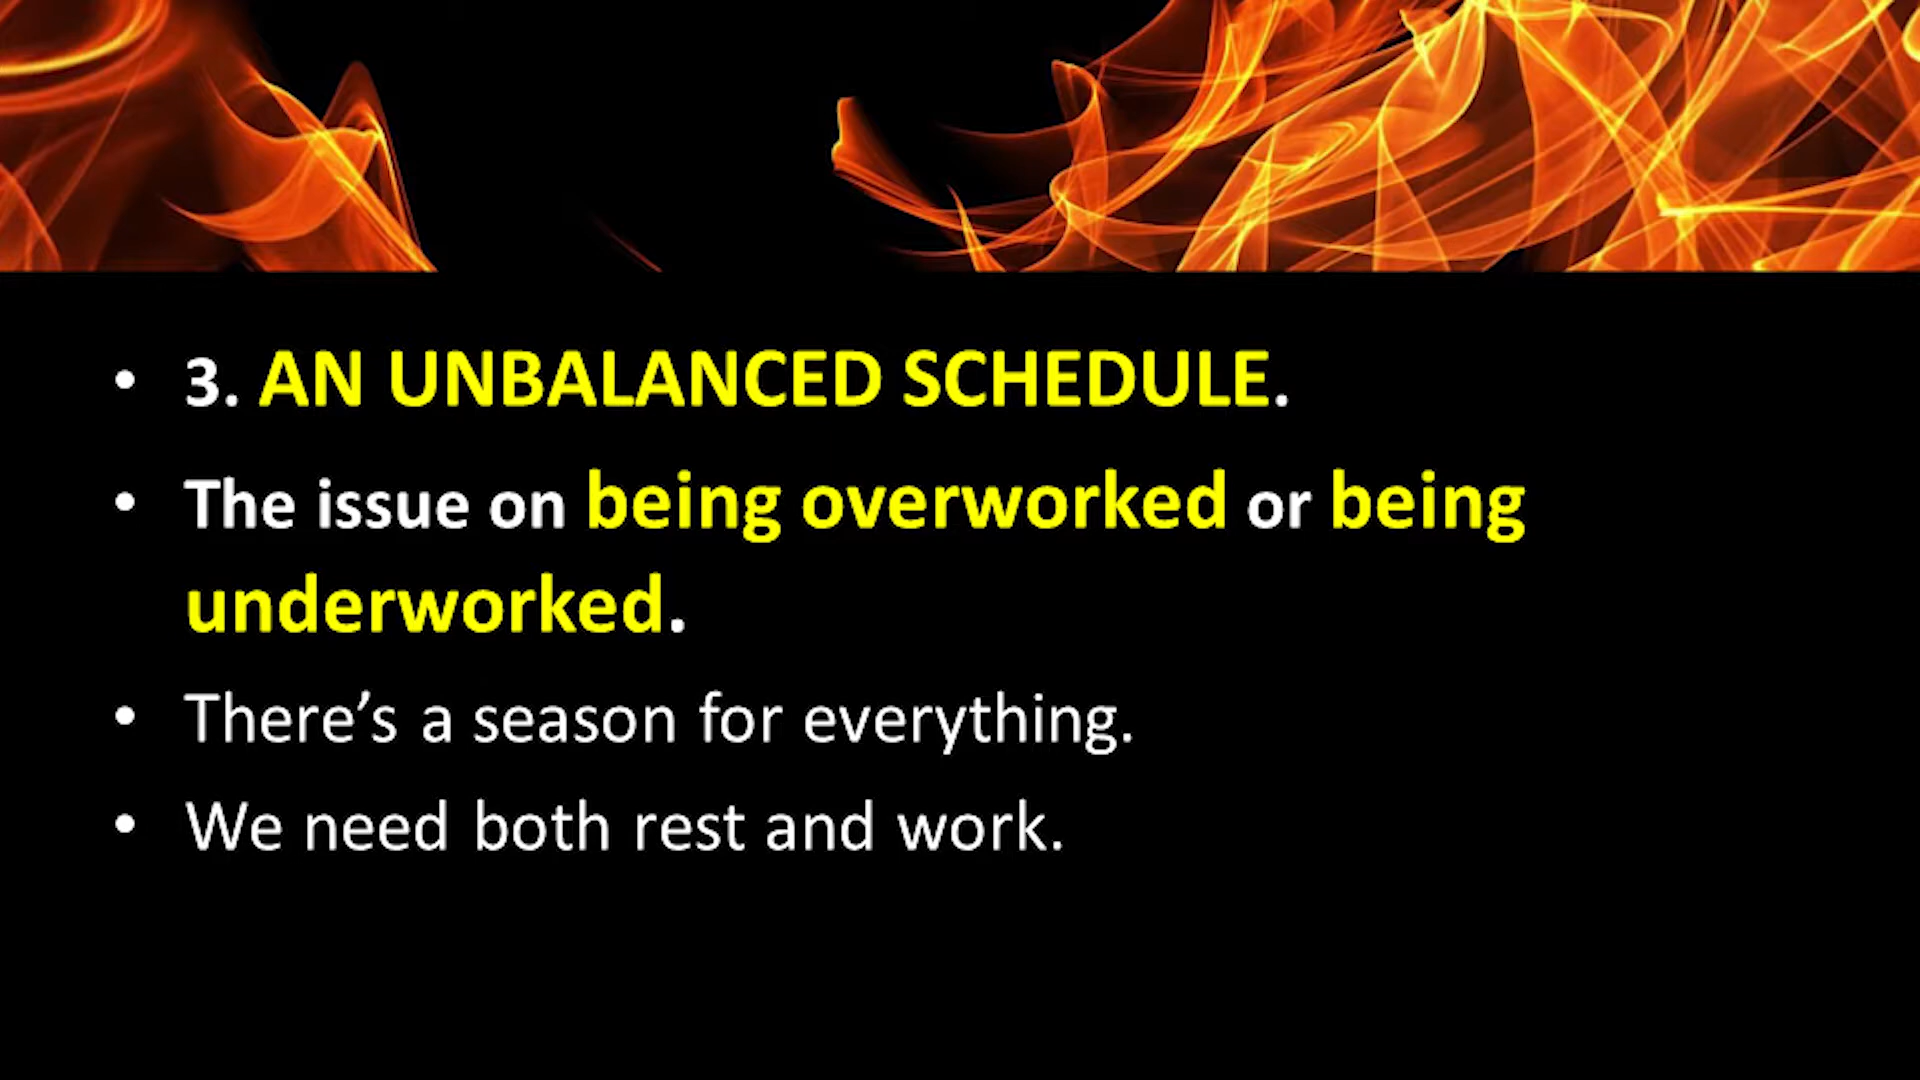 • 3. AN UNBALANCED SCHEDULE.
• The issue on being overworked or being
underworked.
• There’s a season for everything.
• We need both rest and work.